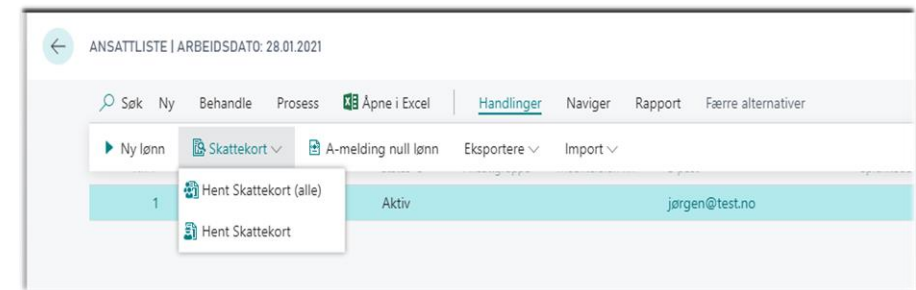 ANSATTLISTE | ARBEIDSDATO: 28.01.2021
Søk Ny Behandle Prosess Åpne i Excel Handlinger Naviger Rapport Færre alternativer
Ny lønn Skattekort A-melding null lønn Eksportere Import
Hent Skattekort (alle)
1 Aktiv jørgen@test.no
Hent Skattekort